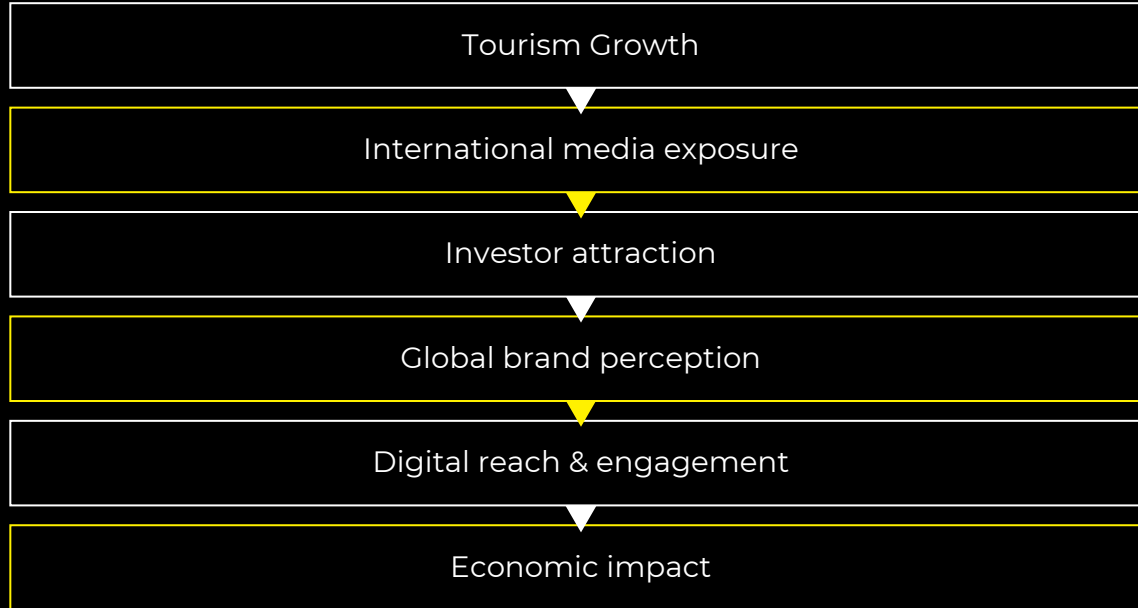 Tourism Growth
International media exposure
Investor attraction
Global brand perception
Digital reach & engagement
Economic impact